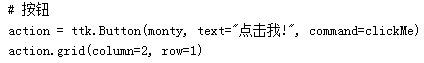 # 按钮
action = ttk.Button(monty, text="点击我!", command=clickMe)
action.grid(column=2, row=1)